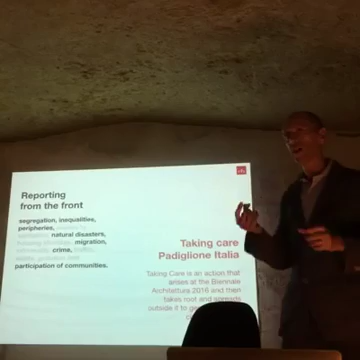 Reporting
from the front
segregation, inequalities,
peripheries,
natural disasters,
migration,
crime,
participation of communities.
Taking care
Padiglione Italia
Taking Care is an action that
arises at the Biennale
Architettura 2016 and then
takes root and spreads
outside it to